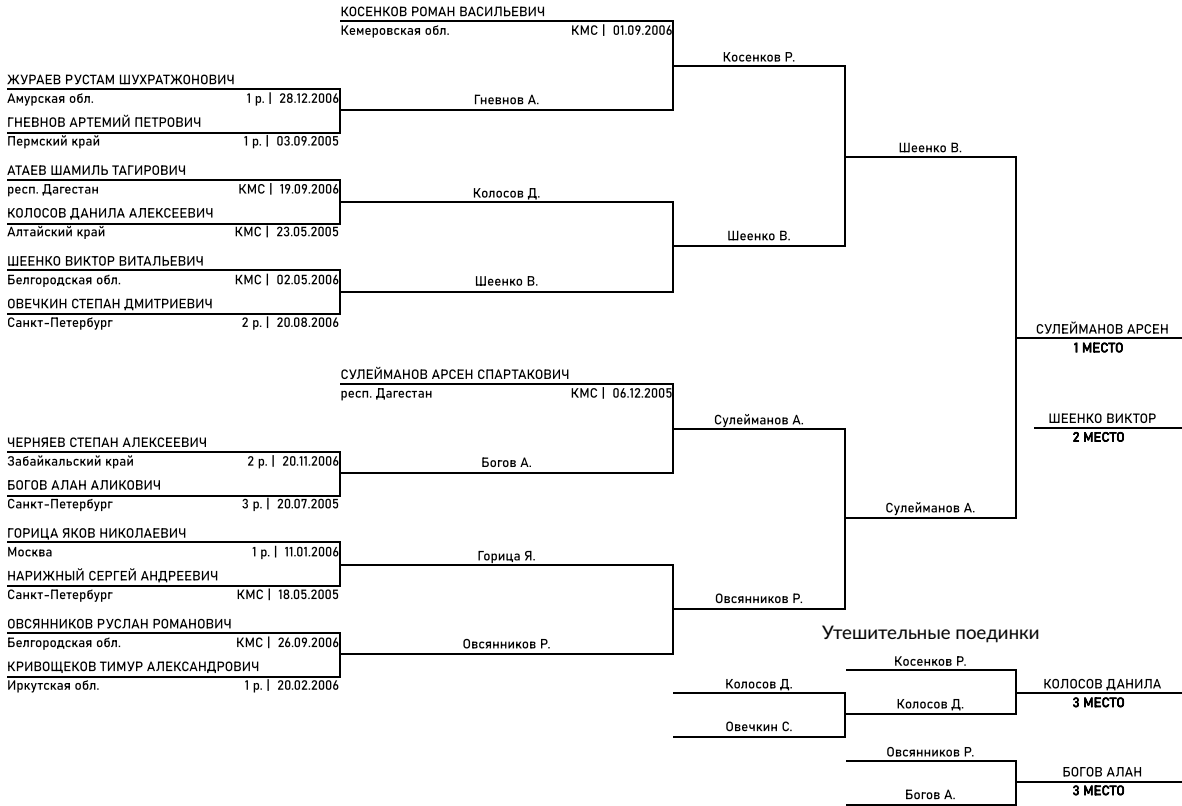 КОСЕНКОВ РОМАН ВАСИЛЬЕВИЧ
Кемеровская обл. КМС | 01.09.2006
Косенков Р.
ЖУРАЕВ РУСТАМ ШУХРАТЖОНОВИЧ
Амурская обл. 1 р. | 28.12.2006
Гневнов А.
ГНЕВНОВ АРТЕМИЙ ПЕТРОВИЧ
Пермский край 1 р. | 03.09.2005
Шеенко В.
АТАЕВ ШАМИЛЬ ТАГИРОВИЧ
респ. Дагестан КМС | 19.09.2006
Колосов Д.
КОЛОСОВ ДАНИЛА АЛЕКСЕЕВИЧ
Алтайский край КМС | 23.05.2005
Шеенко В.
ШЕЕНКО ВИКТОР ВИТАЛЬЕВИЧ
Белгородская обл. КМС | 02.05.2006
Шеенко В.
ОВЕЧКИН СТЕПАН ДМИТРИЕВИЧ
Санкт-Петербург 2 р. | 20.08.2006
СУЛЕЙМАНОВ АРСЕН
1 МЕСТО
СУЛЕЙМАНОВ АРСЕН СПАРТАКОВИЧ
респ. Дагестан КМС | 06.12.2005
Сулейманов А.
ШЕЕНКО ВИКТОР
2 МЕСТО
ЧЕРНЯЕВ СТЕПАН АЛЕКСЕЕВИЧ
Забайкальский край 2 р. | 20.11.2006
Богов А.
БОГОВ АЛАН АЛИКОВИЧ
Санкт-Петербург 3 р. | 20.07.2005
Сулейманов А.
ГОРИЦА ЯКОВ НИКОЛАЕВИЧ
Москва 1 р. | 11.01.2006
Горица Я.
НАРИЖНЫЙ СЕРГЕЙ АНДРЕЕВИЧ
Санкт-Петербург КМС | 18.05.2005
Овсянников Р.
ОВСЯННИКОВ РУСЛАН РОМАНОВИЧ
Белгородская обл. КМС | 26.09.2006
Овсянников Р.
КРИВОЩЕКОВ ТИМУР АЛЕКСАНДРОВИЧ
Иркутская обл. 1 р. | 20.02.2006
Утешительные поединки
Косенков Р.
Колосов Д.
КОЛОСОВ ДАНИЛА
3 МЕСТО
Колосов Д.
Овечкин С.
Овсянников Р.
БОГОВ АЛАН
3 МЕСТО
Богов А.